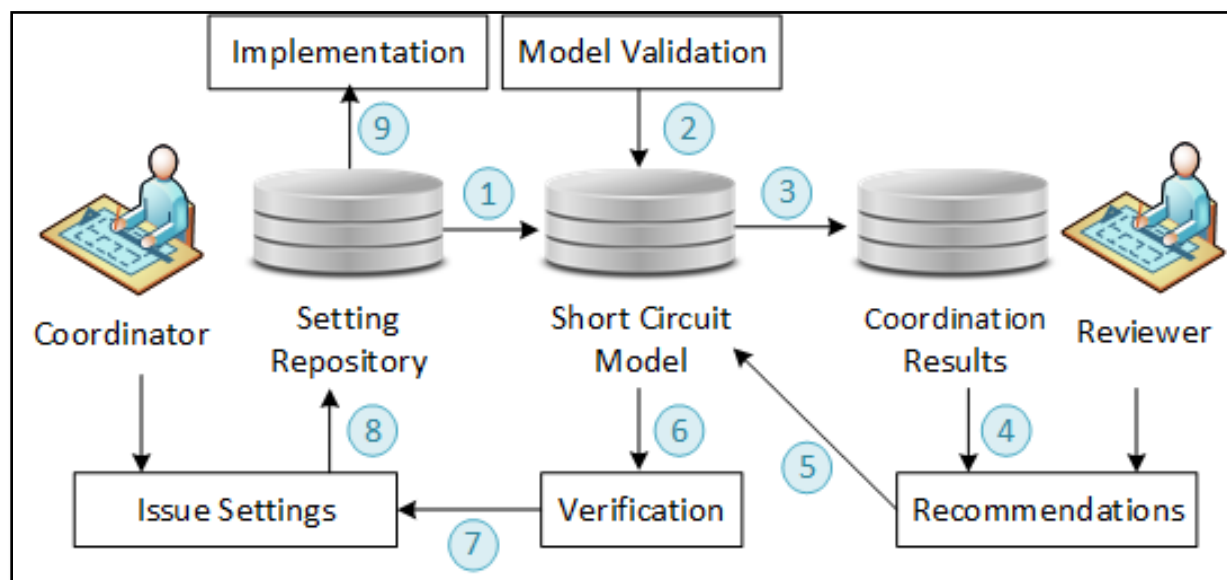 Implementation
Model Validation
9
2
1
3
Coordinator
Setting
Repository
Short Circuit
Model
Coordination
Results
Reviewer
8
6
5
4
Issue Settings
7
Verification
Recommendations